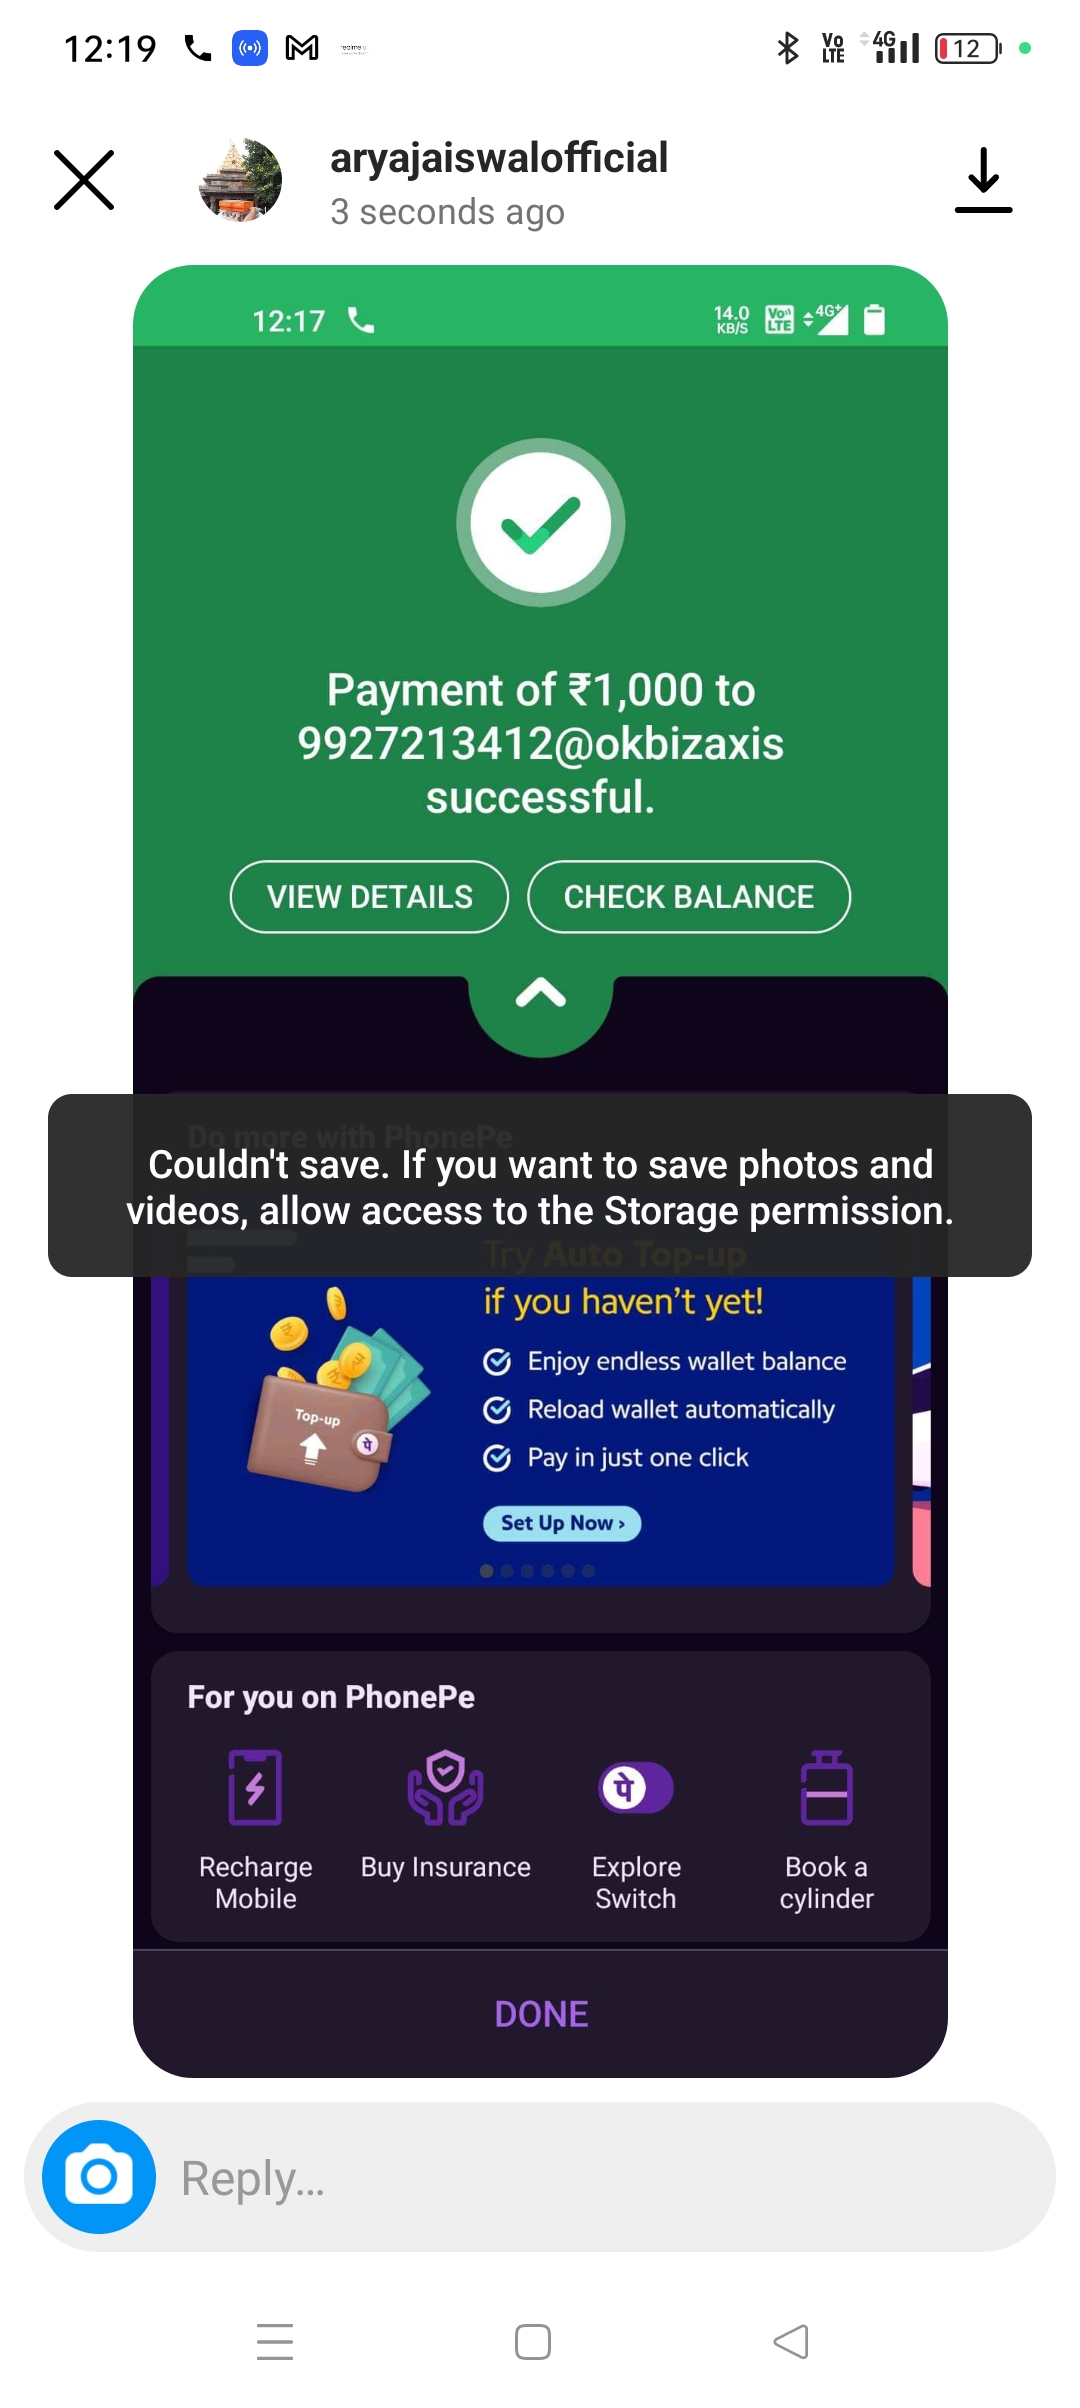 12:19
Vo
LTE
4G
12
aryajaiswalofficial
3 seconds ago
12:17
14.0
KB/S
Vo))
LTE
4G+
Payment of ₹1,000 to
9927213412@okbizaxis
successful.
VIEW DETAILS
CHECK BALANCE
Do more with PhonePe
Couldn't save. If you want to save photos and
videos, allow access to the Storage permission.
Try Auto Top-up
if you haven't yet!
Enjoy endless wallet balance
Reload wallet automatically
Pay in just one click
Top-up
पे
Set Up Now ›
For you on PhonePe
पे
Recharge
Mobile
Buy Insurance
Explore
Switch
Book a
cylinder
DONE
Reply...